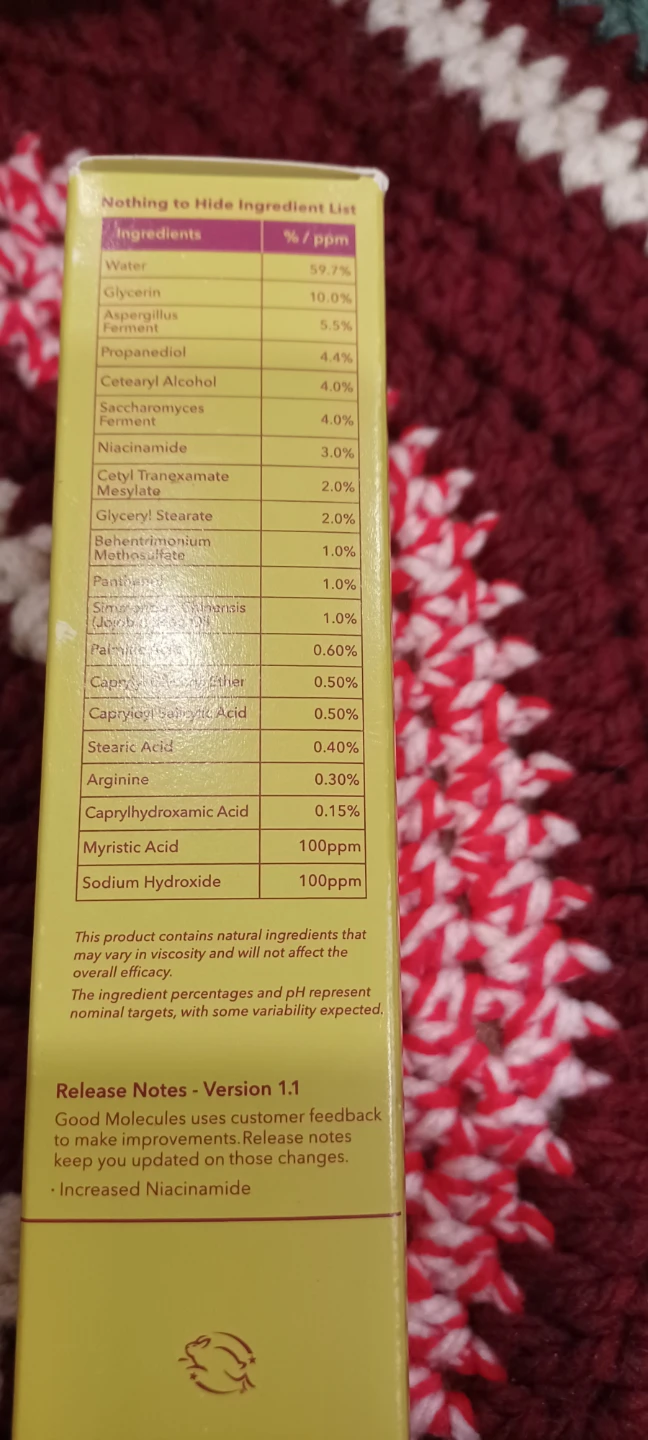 Nothing to Hide Ingredient List
Ingredients % / ppm
Water 59.7%
Glycerin 10.0%
Aspergillus
Ferment 5.5%
Propanediol 4.4%
Cetearyl Alcohol 4.0%
Saccharomyces
Ferment 4.0%
Niacinamide 3.0%
Cetyl Tranexamate
Mesylate 2.0%
Glyceryl Stearate 2.0%
Behentrimonium
Methosulfate 1.0%
Panthenol 1.0%
Chinensis
1.0%
0.60%
Ether 0.50%
Capryloyl Salicylic Acid 0.50%
Stearic Acid 0.40%
Arginine 0.30%
Caprylhydroxamic Acid 0.15%
Myristic Acid 100ppm
Sodium Hydroxide 100ppm
This product contains natural ingredients that
may vary in viscosity and will not affect the
overall efficacy.
The ingredient percentages and pH represent
nominal targets, with some variability expected.
Release Notes - Version 1.1
Good Molecules uses customer feedback
to make improvements.Release notes
keep you updated on those changes.
· Increased Niacinamide